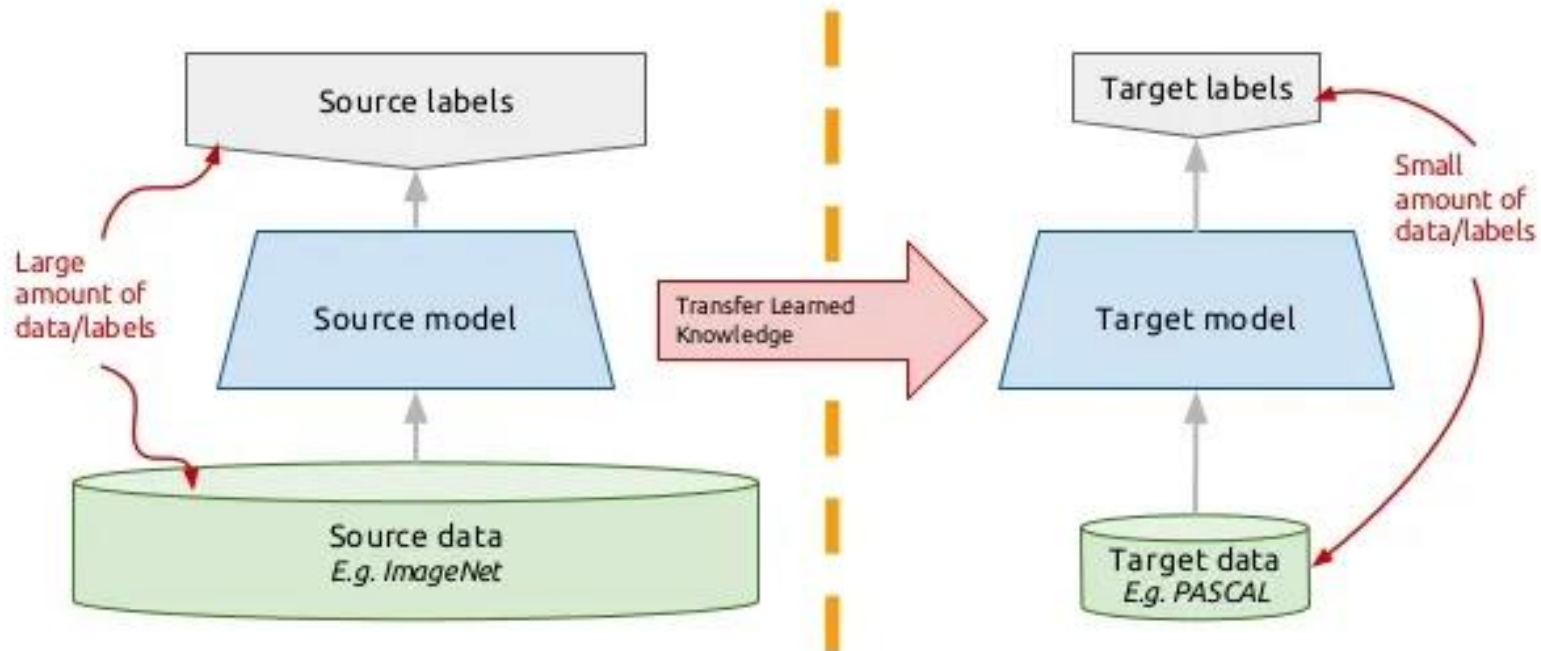 Source labels
Large
amount of
data/labels
Source model
Source data
E.g. ImageNet
Transfer Learned
Knowledge
Target labels
Small
amount of
data/labels
Target model
Target data
E.g. PASCAL